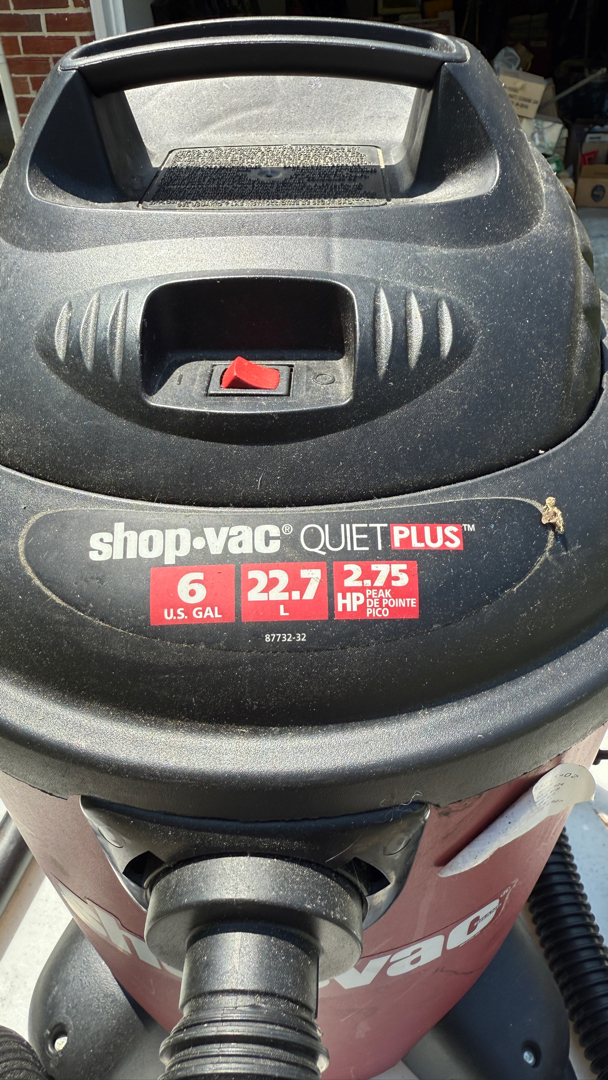 shop•vac® QUIET PLUS™
6 U.S. GAL
22.7 L
2.75 HP PEAK DE POINTE PICO
87732-32
shop•vac